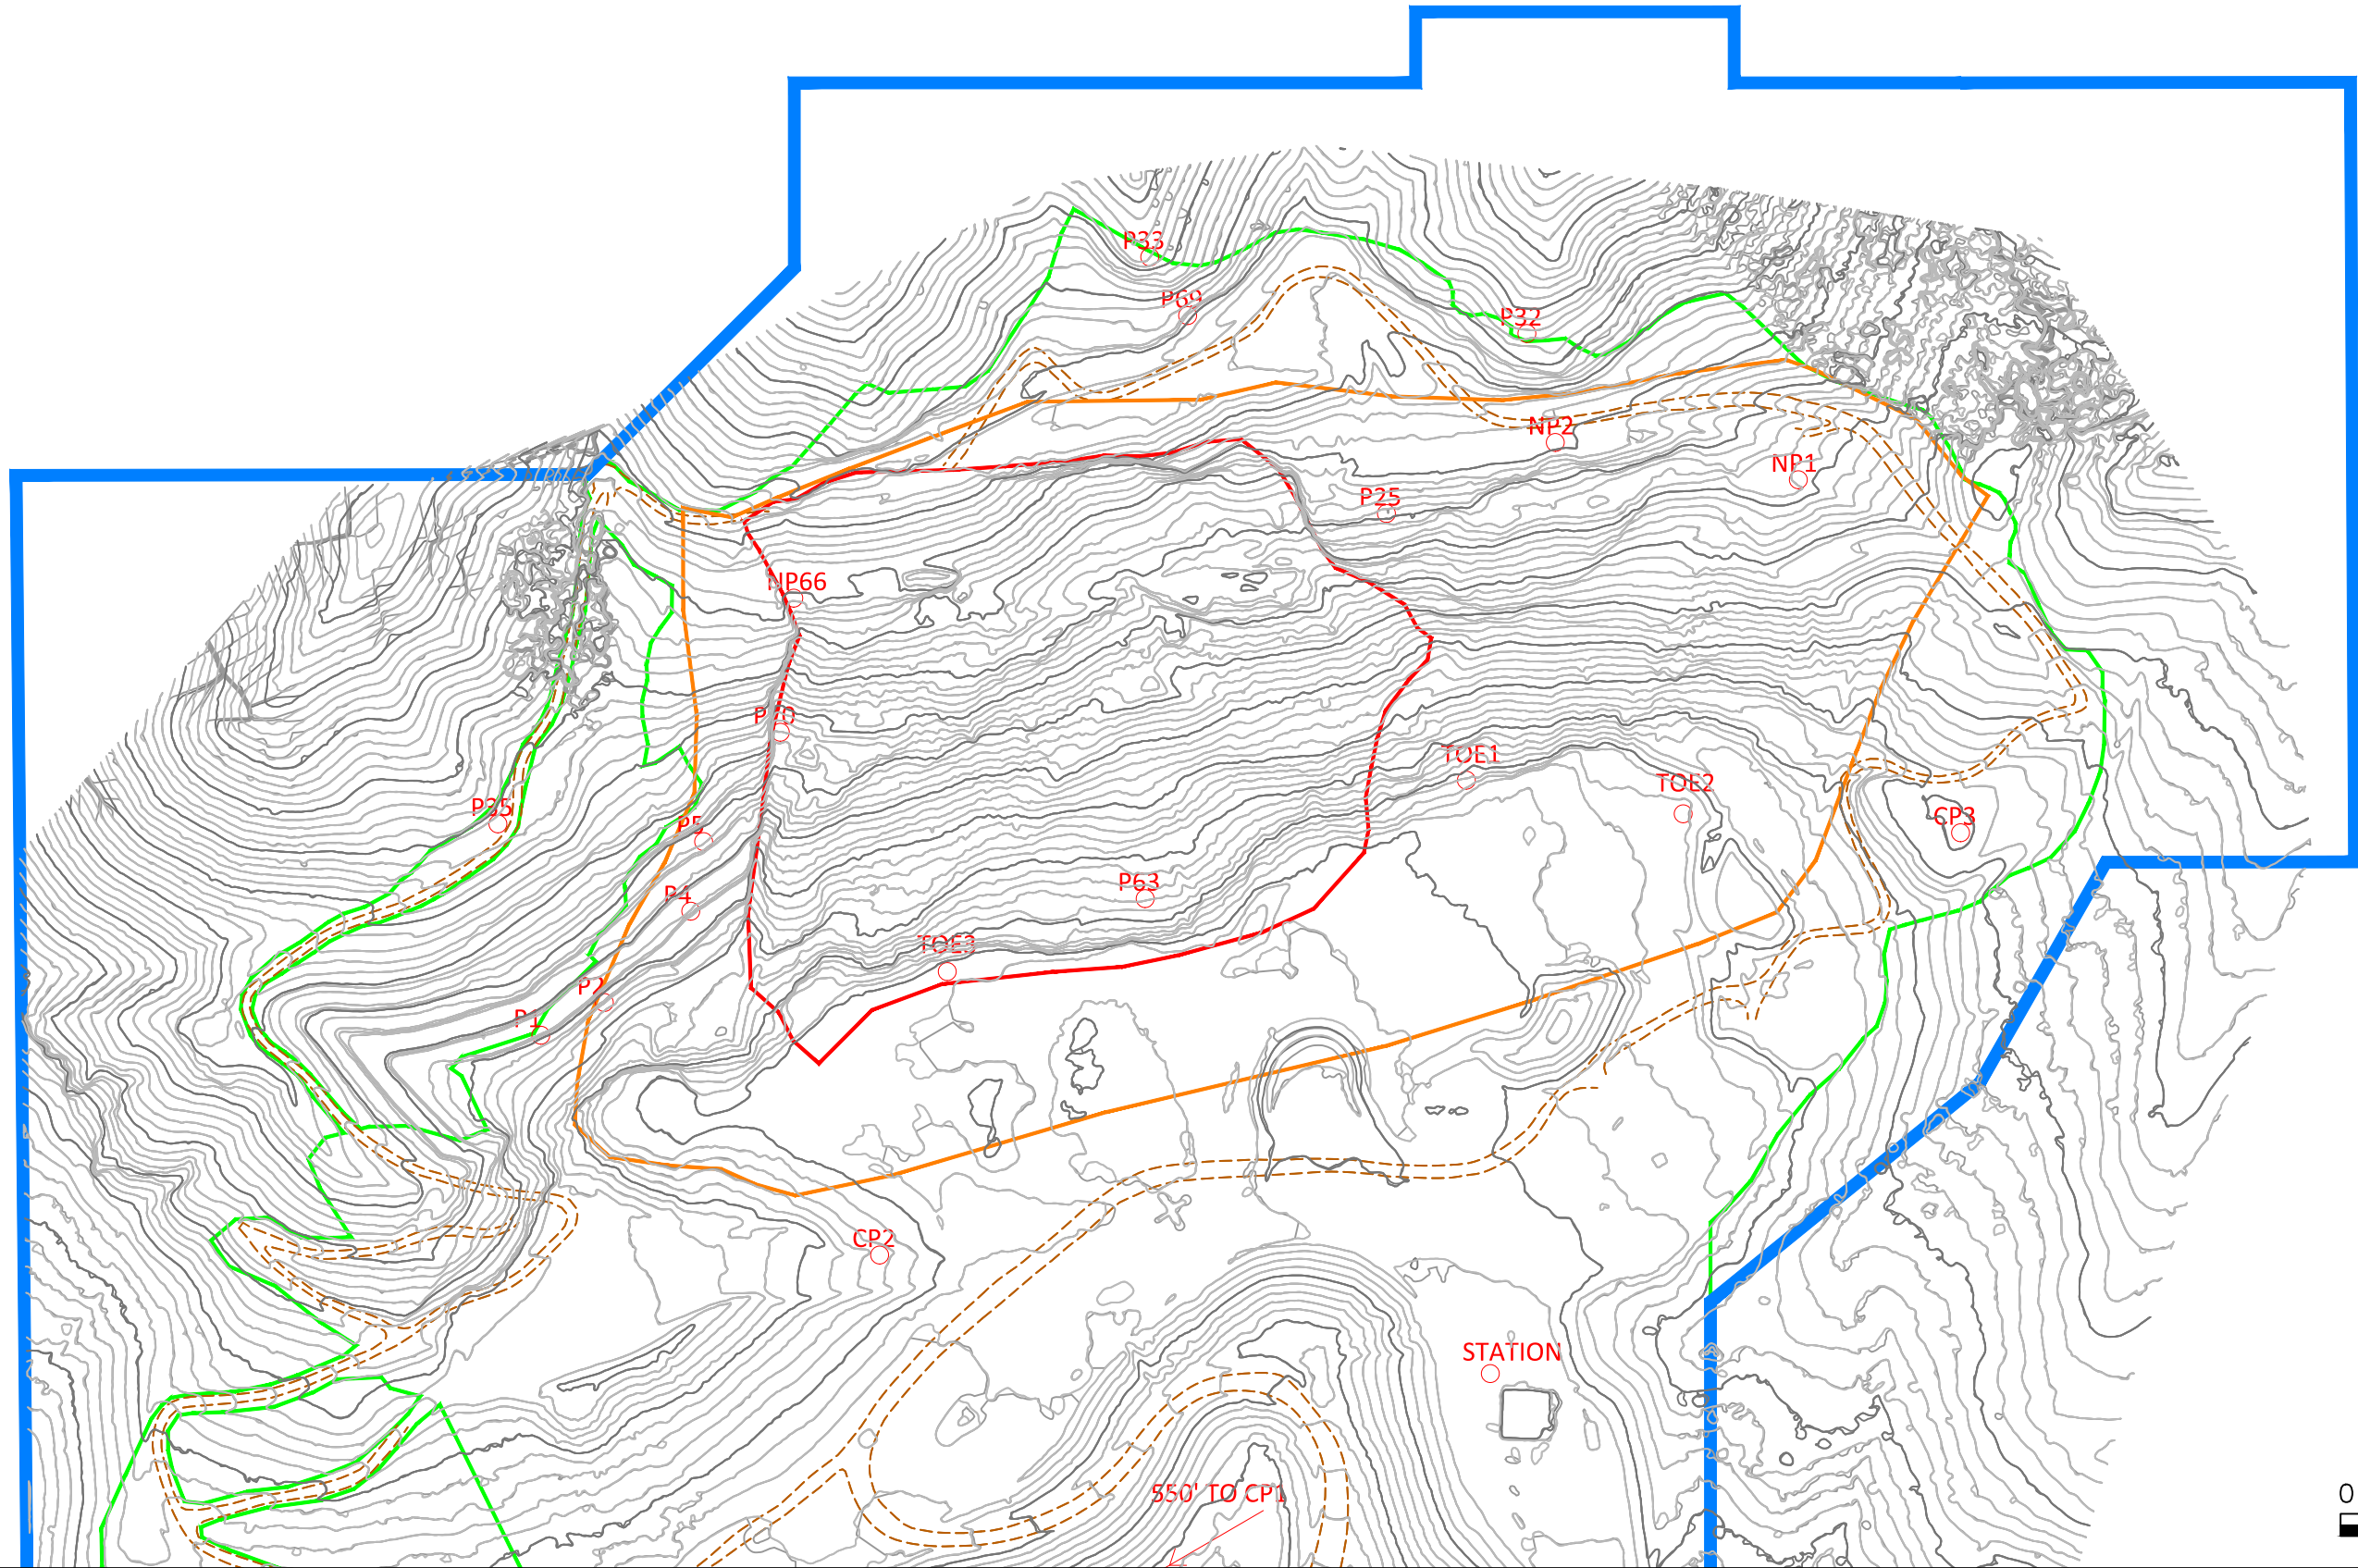 P33
P69
P32
NP2
NP1
P25
NP66
TOE1
TOE2
P35
CP3
P5
P63
P4
TOE3
P2
P1
CP2
STATION
550' TO CP1
0